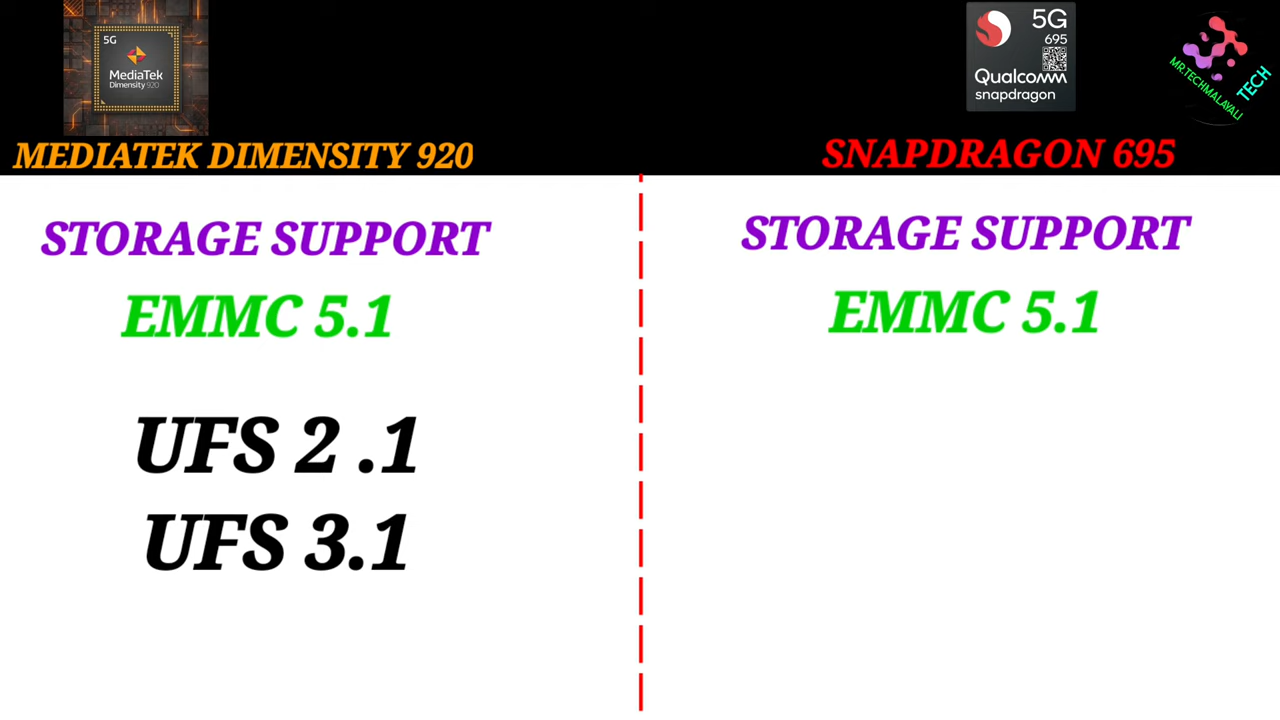 5G
MediaTek
Dimensity 920
MEDIATEK DIMENSITY 920
5G
695
Qualcomm
snapdragon
SNAPDRAGON 695
MR.TECHMALAYALI
TECH
STORAGE SUPPORT
EMMC 5.1
UFS 2 .1
UFS 3.1
STORAGE SUPPORT
EMMC 5.1